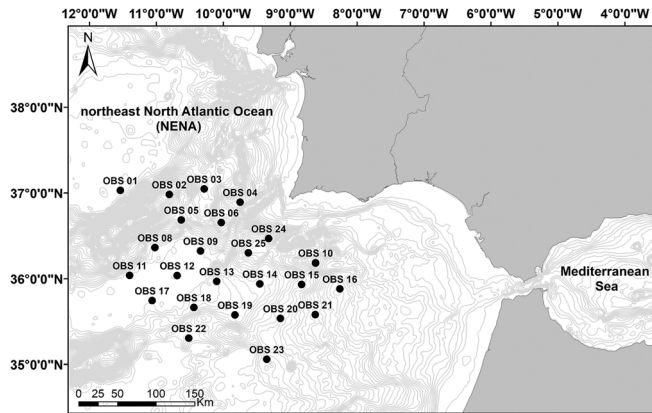 12°0'0"W 11°0'0"W 10°0'0"W 9°0'0"W 8°0'0"W 7°0'0"W 6°0'0"W 5°0'0"W 4°0'0"W
N
38°0'0"N
northeast North Atlantic Ocean
(NENA)
OBS 01
OBS 02
OBS 03
OBS 04
37°0'0"N
OBS 05
OBS 06
OBS 24
OBS 08
OBS 09
OBS 25
OBS 10
OBS 11
OBS 12
OBS 13
OBS 14
OBS 15
OBS 16
36°0'0"N
Mediterranean
Sea
OBS 17
OBS 18
OBS 19
OBS 20
OBS 21
OBS 22
OBS 23
35°0'0"N
0 25 50 100 150
Km